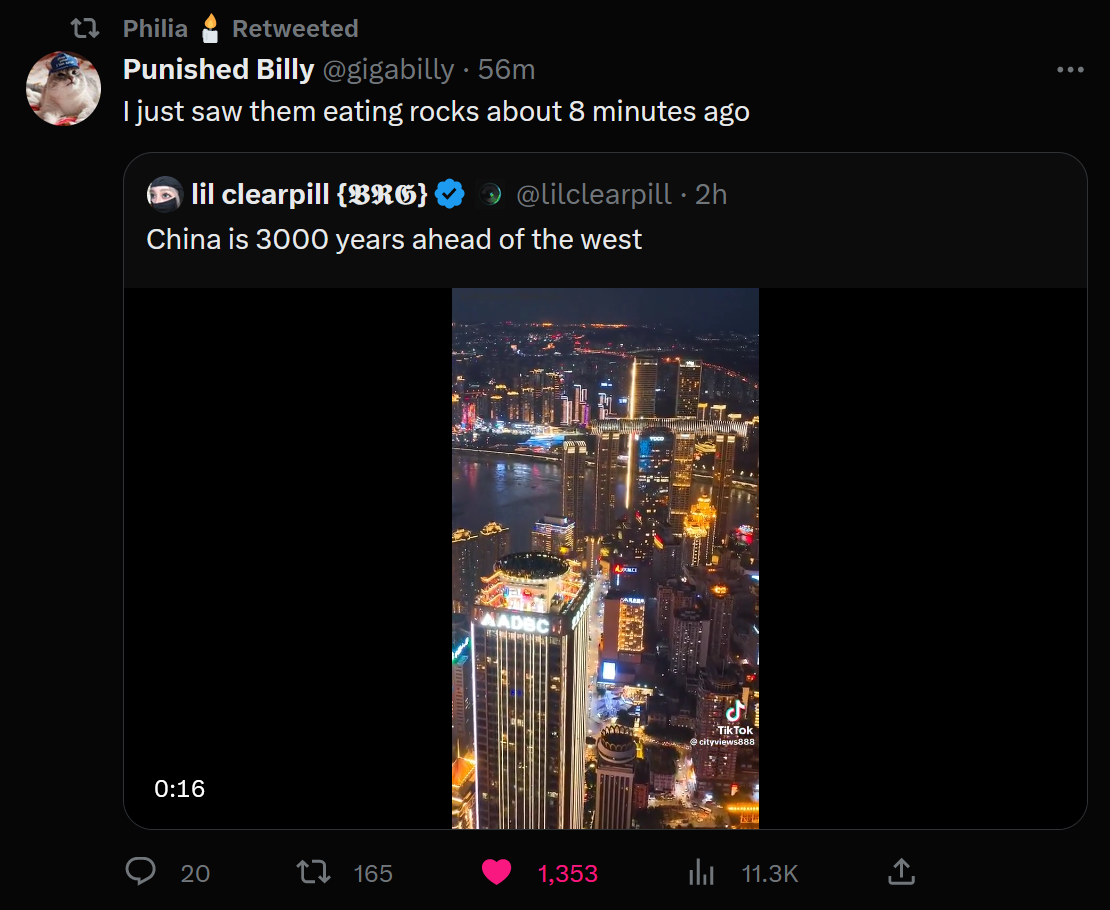 Philia 🕯️ Retweeted
Punished Billy @gigabilly · 56m
I just saw them eating rocks about 8 minutes ago
lil clearpill {𝕭𝕽𝕲} @lilclearpill · 2h
China is 3000 years ahead of the west
AADBC
TikTok
@cityviews888
0:16
20 165 1,353 11.3K